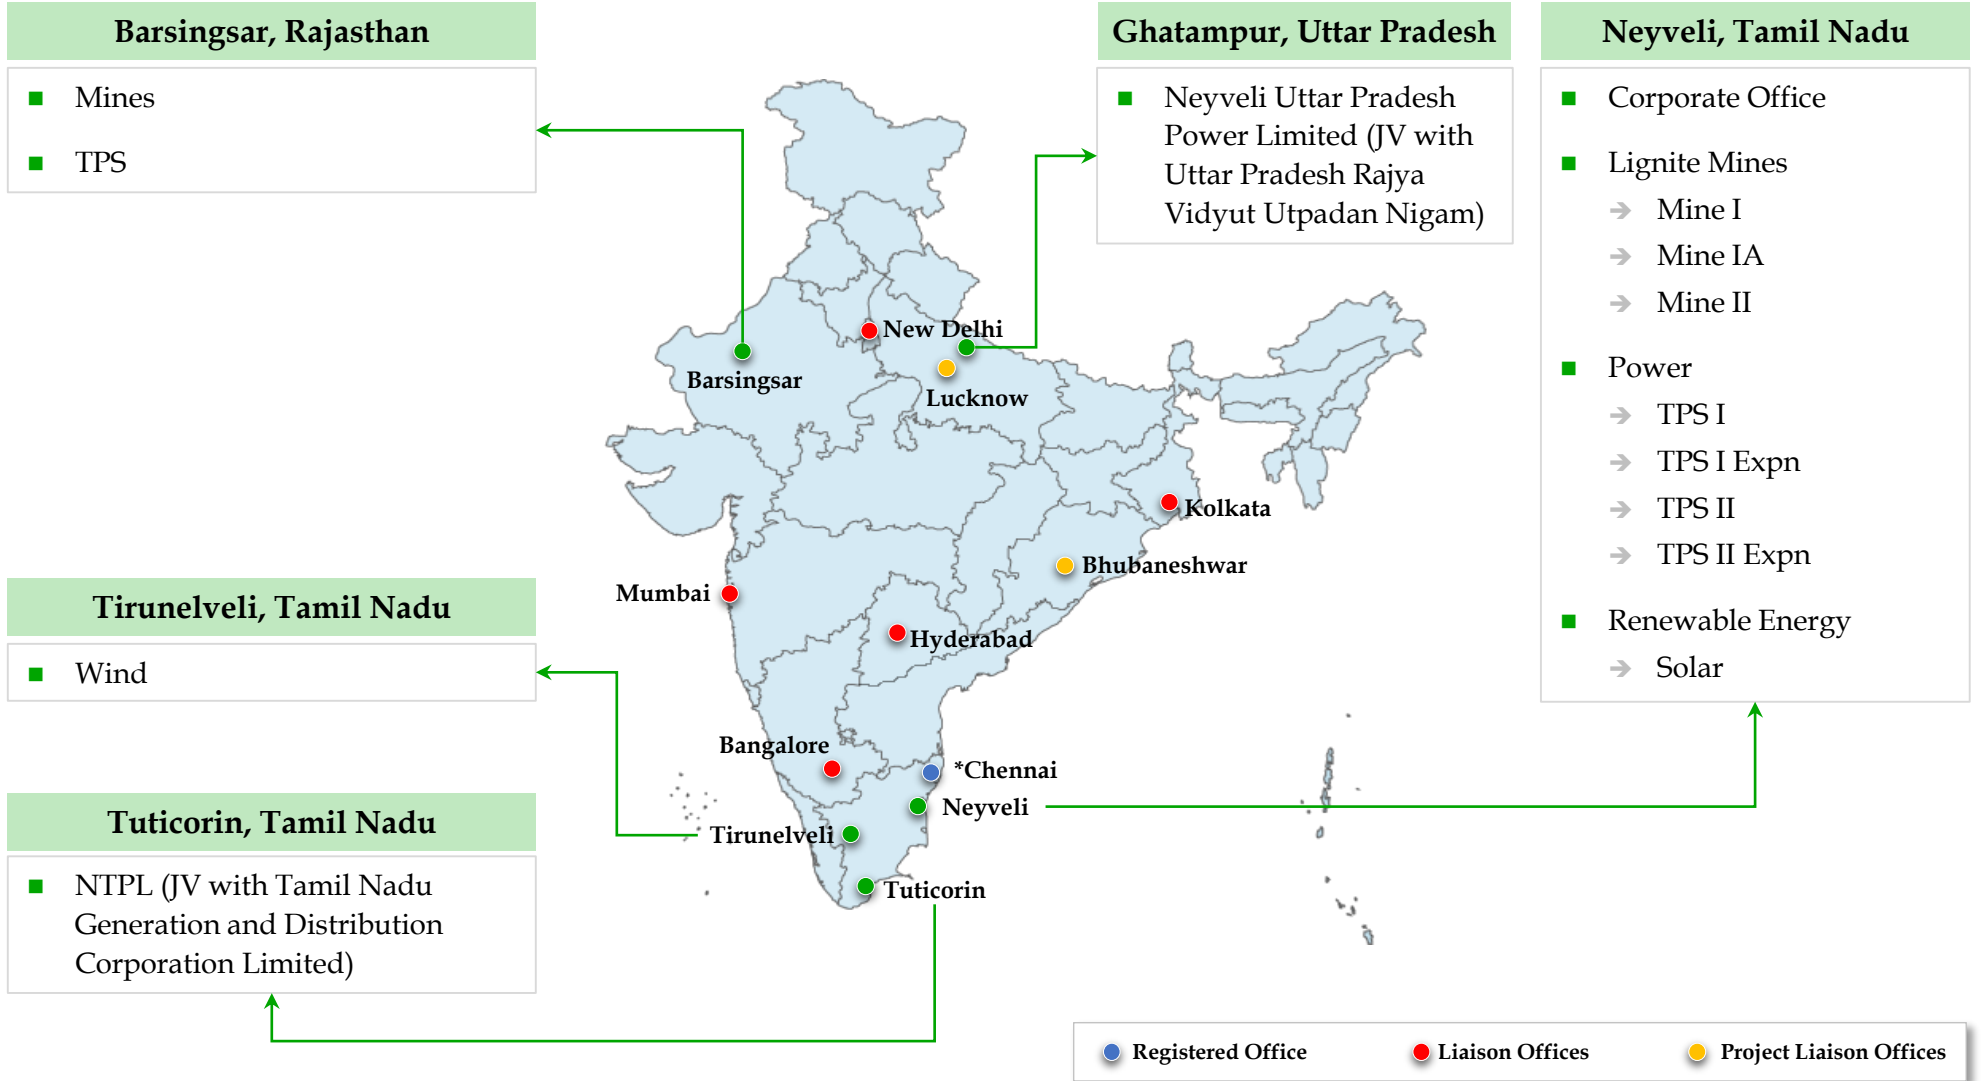 Barsingsar, Rajasthan
Mines
TPS
Ghatampur, Uttar Pradesh
Neyveli Uttar Pradesh
Power Limited (JV with
Uttar Pradesh Rajya
Vidyut Utpadan Nigam)
Neyveli, Tamil Nadu
Corporate Office
Lignite Mines
Mine I
Mine IA
Mine II
Power
TPS I
TPS I Expn
TPS II
TPS II Expn
Renewable Energy
Solar
New Delhi
Barsingsar
Lucknow
Kolkata
Bhubaneshwar
Mumbai
Hyderabad
Bangalore
*Chennai
Neyveli
Tirunelveli
Tuticorin
Tirunelveli, Tamil Nadu
Wind
Tuticorin, Tamil Nadu
NTPL (JV with Tamil Nadu
Generation and Distribution
Corporation Limited)
Registered Office
Liaison Offices
Project Liaison Offices